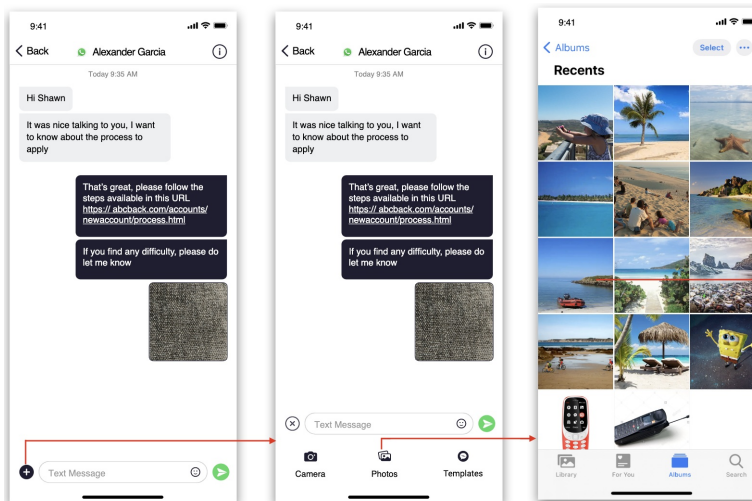 9:41
Back
Alexander Garcia
Today 9:35 AM
Hi Shawn
It was nice talking to you, I want
to know about the process to
apply
That's great, please follow the
steps available in this URL
https:// abcback.com/accounts/
newaccount/process.html
If you find any difficulty, please do
let me know
Text Message
9:41
Back
Alexander Garcia
Today 9:35 AM
Hi Shawn
It was nice talking to you, I want
to know about the process to
apply
That's great, please follow the
steps available in this URL
https:// abcback.com/accounts/
newaccount/process.html
If you find any difficulty, please do
let me know
Text Message
Camera
Photos
Templates
9:41
Albums
Select
Recents
Library
For You
Albums
Search